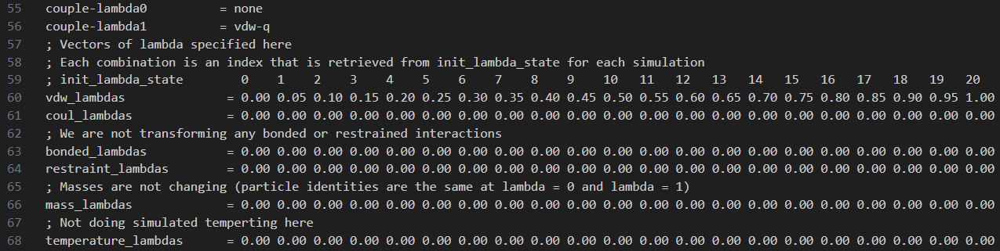 55 couple-lambda0 = none
56 couple-lambda1 = vdw-q
57 ; Vectors of lambda specified here
58 ; Each combination is an index that is retrieved from init_lambda_state for each simulation
59 ; init_lambda_state 0 1 2 3 4 5 6 7 8 9 10 11 12 13 14 15 16 17 18 19 20
60 vdw_lambdas = 0.00 0.05 0.10 0.15 0.20 0.25 0.30 0.35 0.40 0.45 0.50 0.55 0.60 0.65 0.70 0.75 0.80 0.85 0.90 0.95 1.00
61 coul_lambdas = 0.00 0.00 0.00 0.00 0.00 0.00 0.00 0.00 0.00 0.00 0.00 0.00 0.00 0.00 0.00 0.00 0.00 0.00 0.00 0.00 0.00
62 ; We are not transforming any bonded or restrained interactions
63 bonded_lambdas = 0.00 0.00 0.00 0.00 0.00 0.00 0.00 0.00 0.00 0.00 0.00 0.00 0.00 0.00 0.00 0.00 0.00 0.00 0.00 0.00 0.00
64 restraint_lambdas = 0.00 0.00 0.00 0.00 0.00 0.00 0.00 0.00 0.00 0.00 0.00 0.00 0.00 0.00 0.00 0.00 0.00 0.00 0.00 0.00 0.00
65 ; Masses are not changing (particle identities are the same at lambda = 0 and lambda = 1)
66 mass_lambdas = 0.00 0.00 0.00 0.00 0.00 0.00 0.00 0.00 0.00 0.00 0.00 0.00 0.00 0.00 0.00 0.00 0.00 0.00 0.00 0.00 0.00
67 ; Not doing simulated temperting here
68 temperature_lambdas = 0.00 0.00 0.00 0.00 0.00 0.00 0.00 0.00 0.00 0.00 0.00 0.00 0.00 0.00 0.00 0.00 0.00 0.00 0.00 0.00 0.00